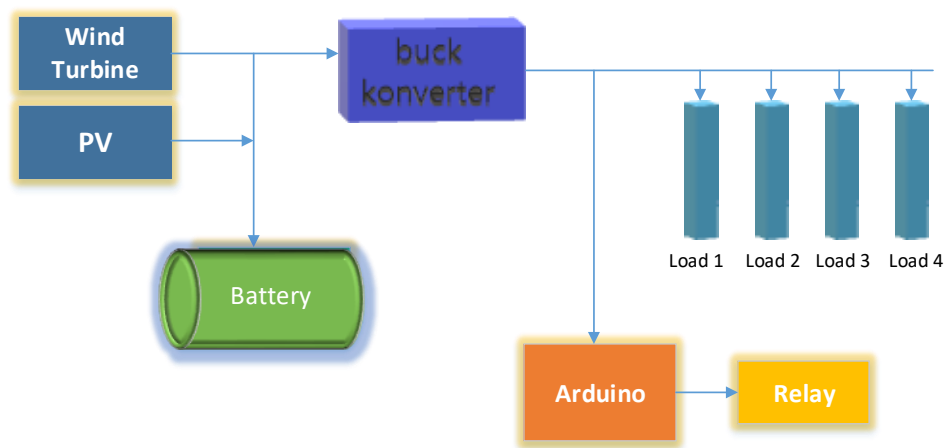 Wind
Turbine
buck
konverter
PV
Load 1 Load 2 Load 3 Load 4
Battery
Arduino
Relay